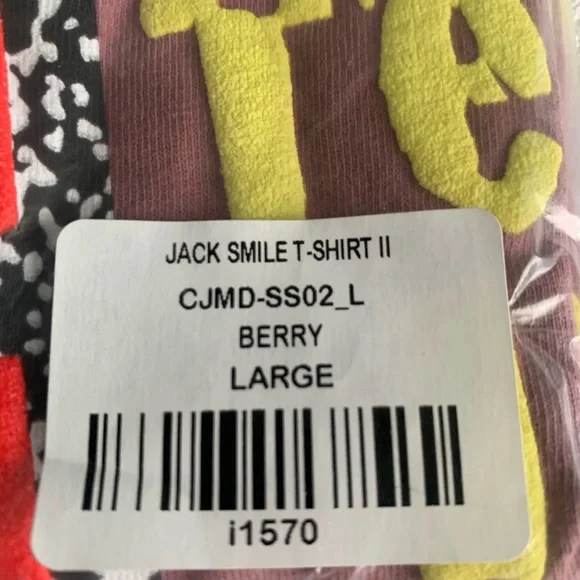 JACK SMILE T-SHIRT II
CJMD-SS02_L
BERRY
LARGE
i1570